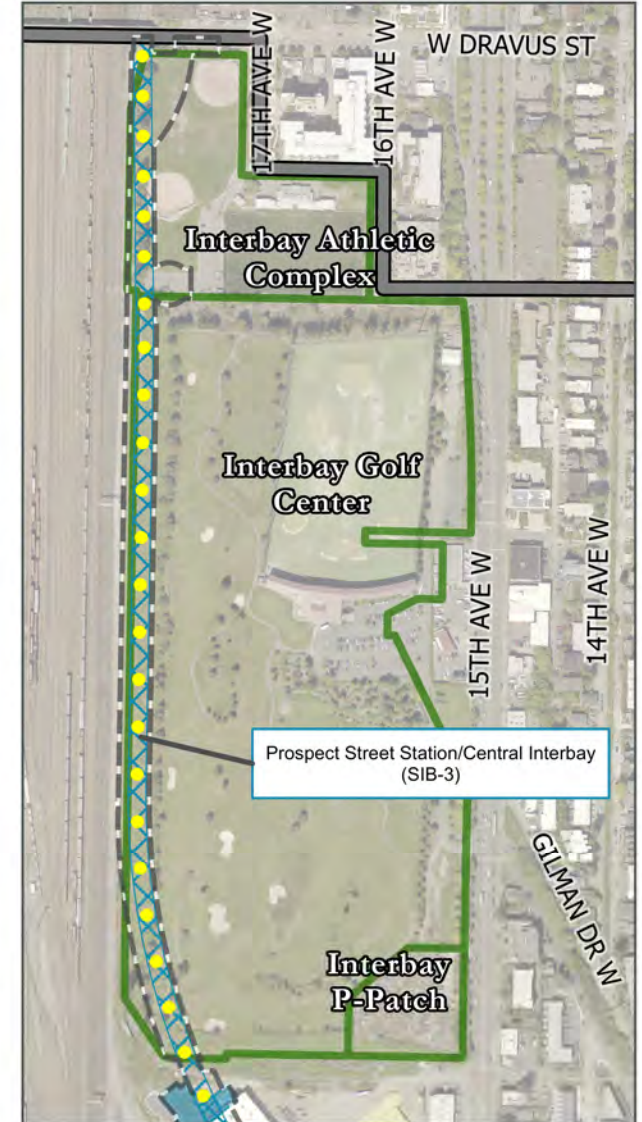 W DRAVUS ST
17TH AVE W
16TH AVE W
Interbay Athletic
Complex
Interbay Golf
Center
15TH AVE W
14TH AVE W
Prospect Street Station/Central Interbay
(SIB-3)
GILMAN DR W
Interbay
P-Patch